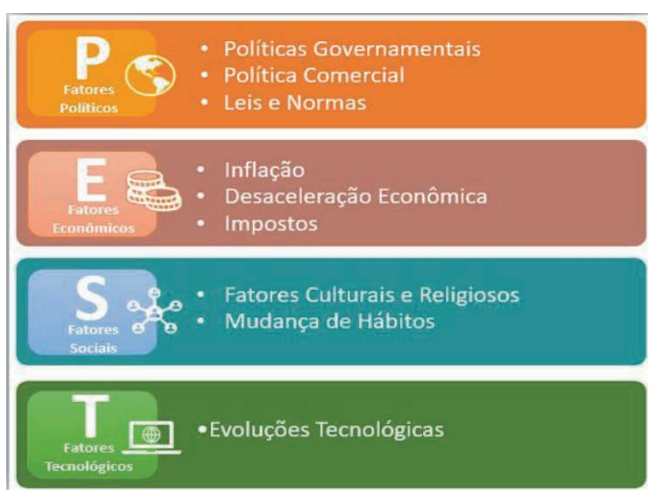 P
Fatores
Políticos
• Políticas Governamentais
• Política Comercial
• Leis e Normas
E
Fatores
Econômicos
• Inflação
• Desaceleração Econômica
• Impostos
S
Fatores
Sociais
• Fatores Culturais e Religiosos
• Mudança de Hábitos
T
Fatores
Tecnológicos
•Evoluções Tecnológicas